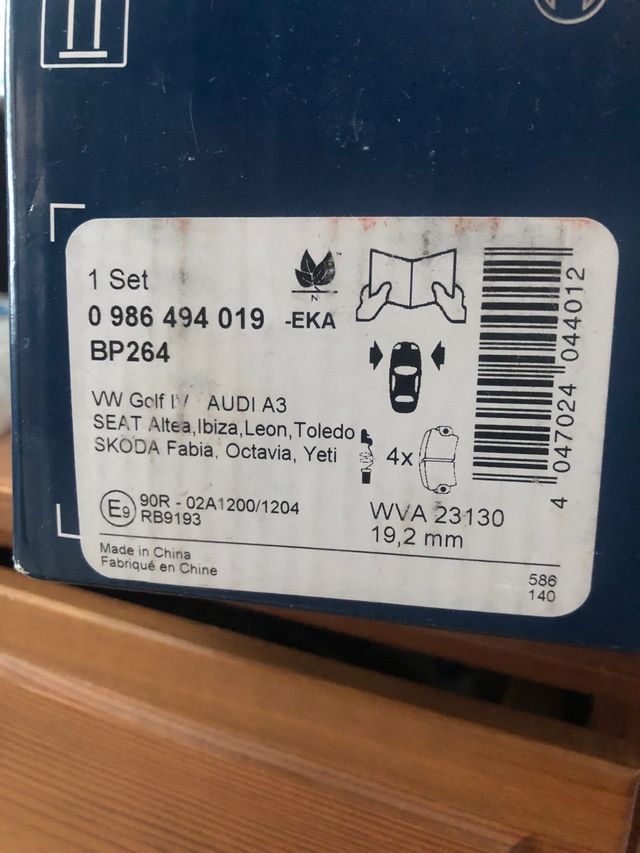 1 Set
0 986 494 019 -EKA
BP264
VW Golf IV AUDI A3
SEAT Altea,Ibiza,Leon,Toledo
SKODA Fabia, Octavia, Yeti
4x
E9 90R - 02A1200/1204
RB9193
WVA 23130
19,2 mm
Made in China
Fabriqué en Chine
586
140
4 047024 044012
N